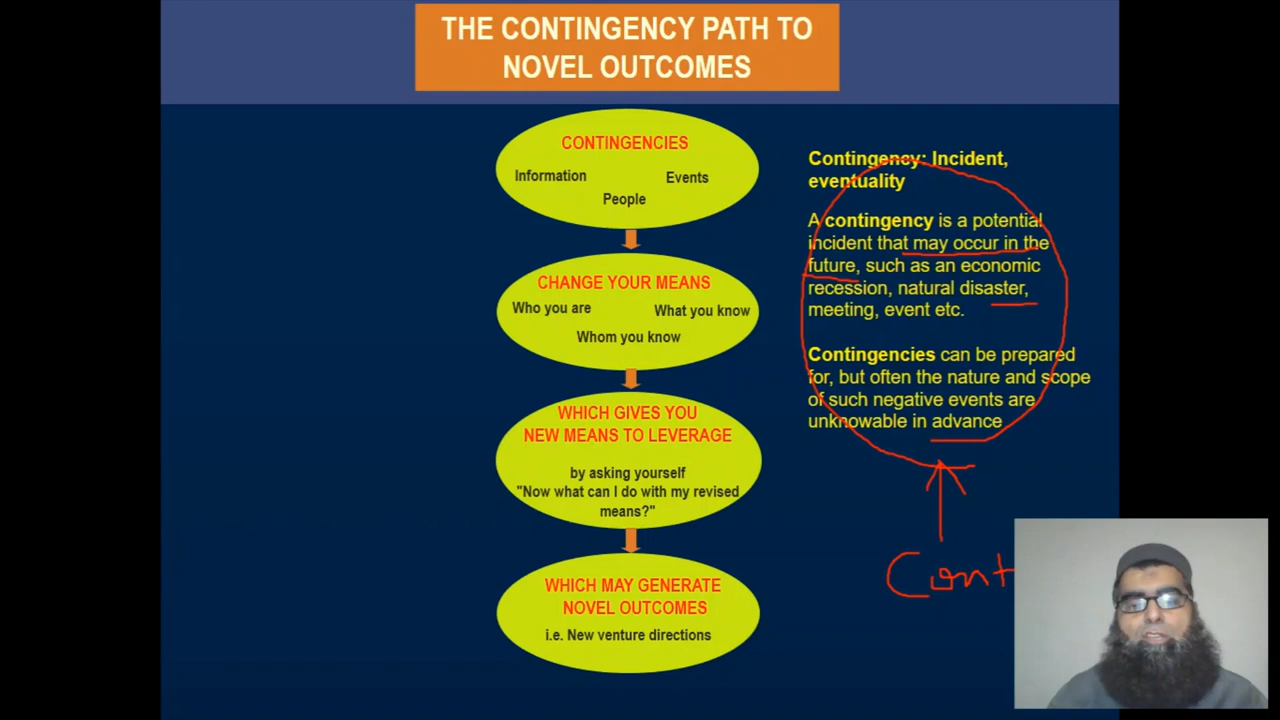 THE CONTINGENCY PATH TO
NOVEL OUTCOMES
CONTINGENCIES
Information
Events
People
CHANGE YOUR MEANS
Who you are
What you know
Whom you know
WHICH GIVES YOU
NEW MEANS TO LEVERAGE
by asking yourself
"Now what can I do with my revised
means?"
WHICH MAY GENERATE
NOVEL OUTCOMES
i.e. New venture directions
Contingency: Incident,
eventuality
A contingency is a potential
incident that may occur in the
future, such as an economic
recession, natural disaster,
meeting, event etc.
Contingencies can be prepared
for, but often the nature and scope
of such negative events are
unknowable in advance
Cont